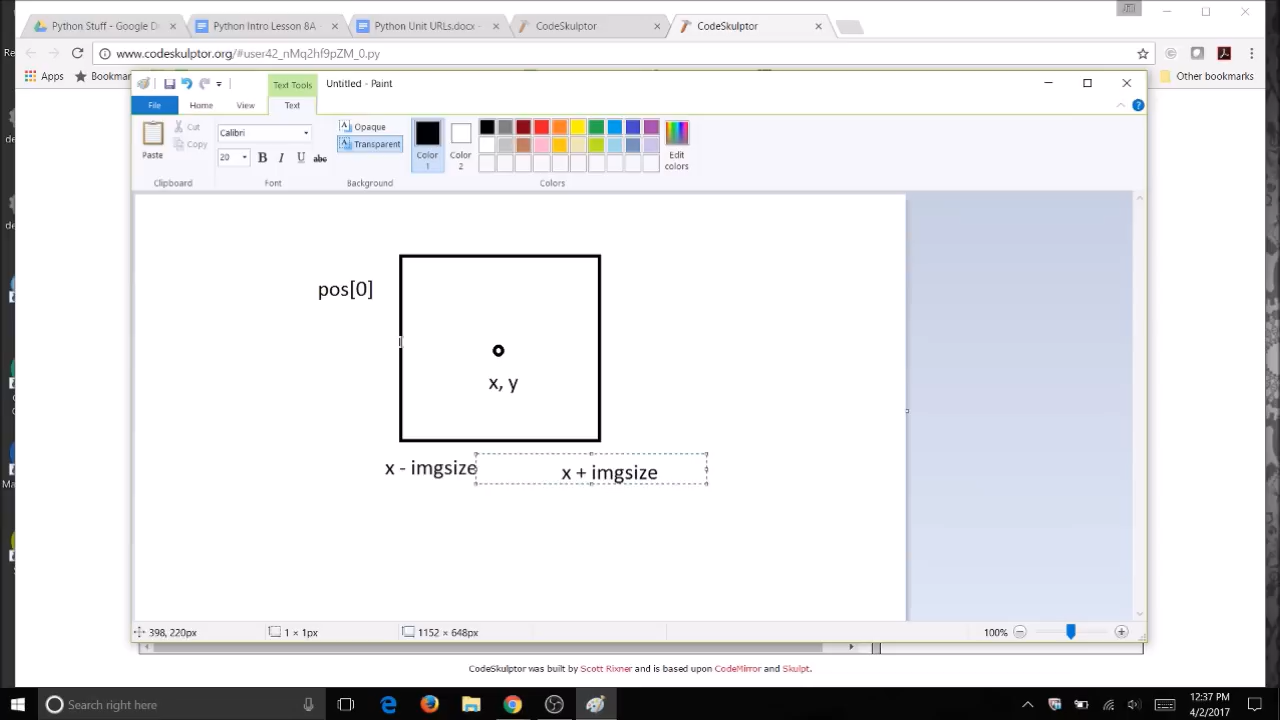 Python Stuff - Google D
Python Intro Lesson 8A
Python Unit URLs.docx -
CodeSkulptor
CodeSkulptor
www.codeskulptor.org/#user42_nMq2hf9pZM_0.py
Apps
Bookmar
Other bookmarks
Text Tools
Untitled - Paint
File
Home
View
Text
Paste
Cut
Copy
Clipboard
Calibri
20
B I U abc
Font
Opaque
Transparent
Background
Color 1
Color 2
Edit colors
Colors
pos[0]
x, y
x - imgsize
x + imgsize
398, 220px
1 × 1px
1152 × 648px
100%
CodeSkulptor was built by Scott Rixner and is based upon CodeMirror and Skulpt.
Search right here
12:37 PM
4/2/2017